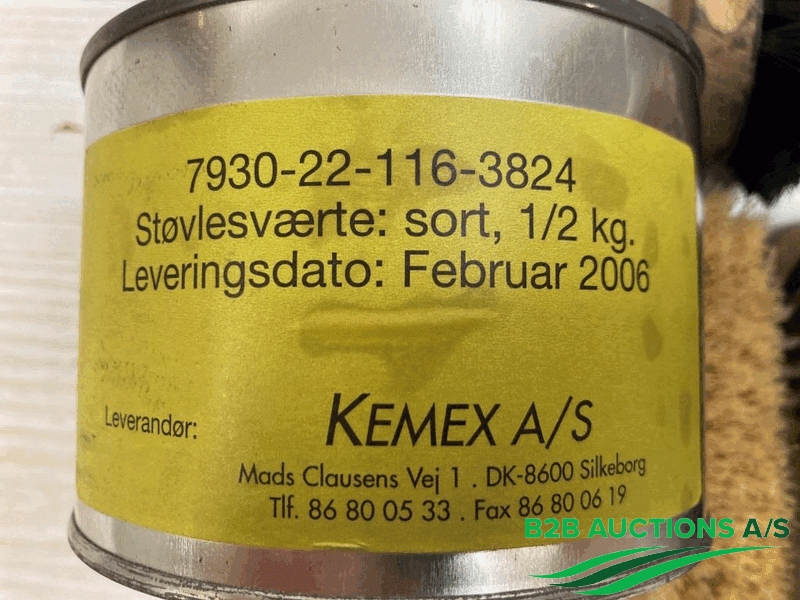 7930-22-116-3824
Støvlesværte: sort, 1/2 kg.
Leveringsdato: Februar 2006
Leverandør:
KEMEX A/S
Mads Clausens Vej 1 . DK-8600 Silkeborg
Tlf. 86 80 05 33 . Fax 86 80 06 19
B2B AUCTIONS A/S